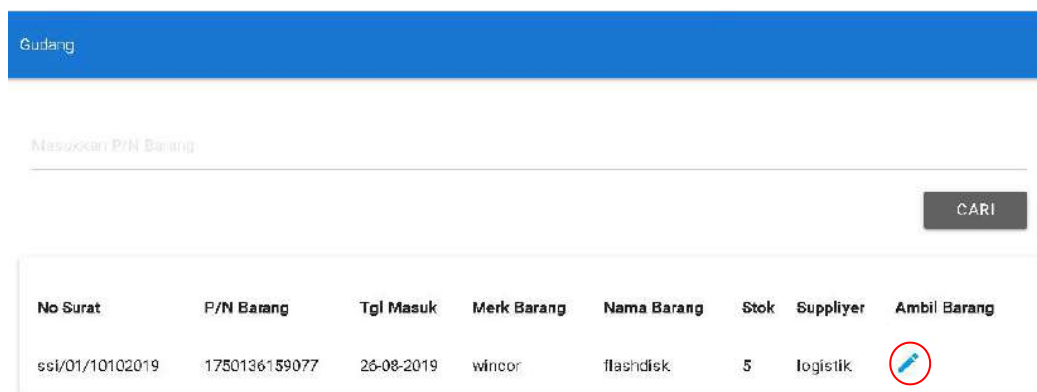 Gudang
Masukkan P/N Barang
CARI
No Surat P/N Barang Tgl Masuk Merk Barang Nama Barang Stok Suppliyer Ambil Barang
ssi/01/10102019 1750136159077 26-08-2019 wincor flashdisk 5 logistik